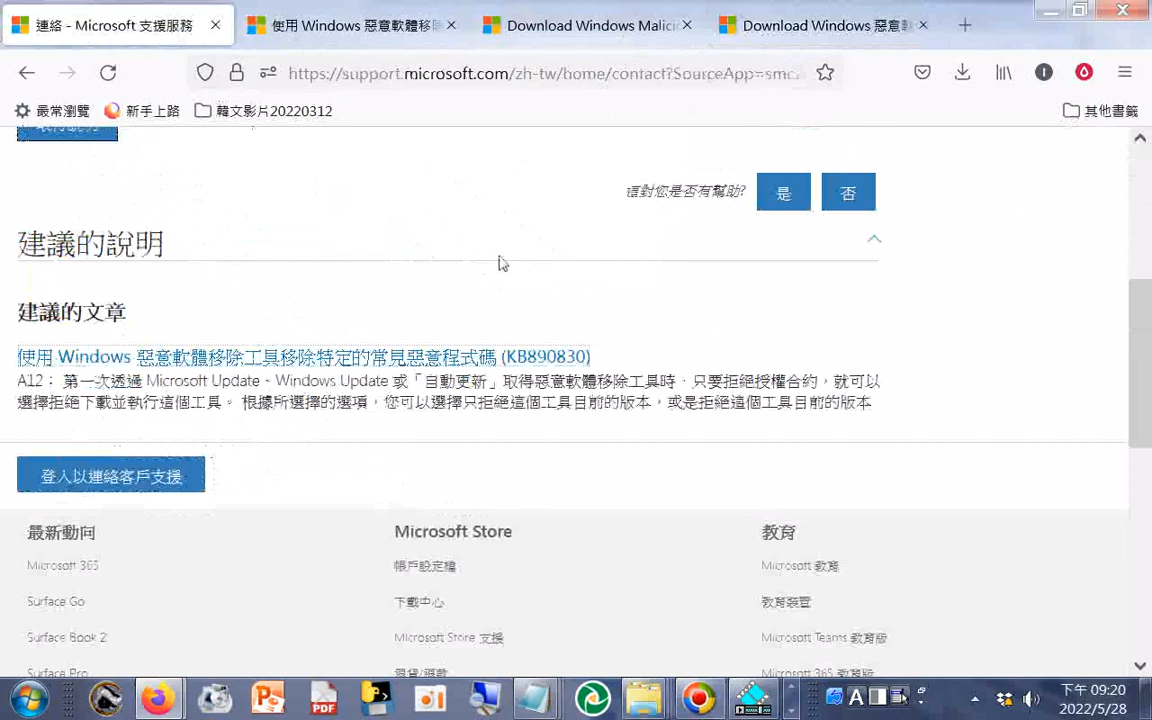 連絡 - Microsoft 支援服務
使用 Windows 惡意軟體移除
Download Windows Malici
Download Windows 惡意軟
https://support.microsoft.com/zh-tw/home/contact?SourceApp=smc
最常瀏覽
新手上路
韓文影片20220312
其他書籤
這對您是否有幫助?
是
否
建議的說明
建議的文章
使用 Windows 惡意軟體移除工具移除特定的常見惡意程式碼 (KB890830)
A12： 第一次透過 Microsoft Update、Windows Update 或「自動更新」取得惡意軟體移除工具時，只要拒絕授權合約，就可以
選擇拒絕下載並執行這個工具。 根據所選擇的選項，您可以選擇只拒絕這個工具目前的版本，或是拒絕這個工具目前的版本
登入以連絡客戶支援
最新動向
Microsoft Store
教育
Microsoft 365
帳戶設定檔
Microsoft 教育
Surface Go
下載中心
教育裝置
Surface Book 2
Microsoft Store 支援
Microsoft Teams 教育版
Surface Pro
Microsoft 365 教育版
PDF
A
下午 09:20
2022/5/28